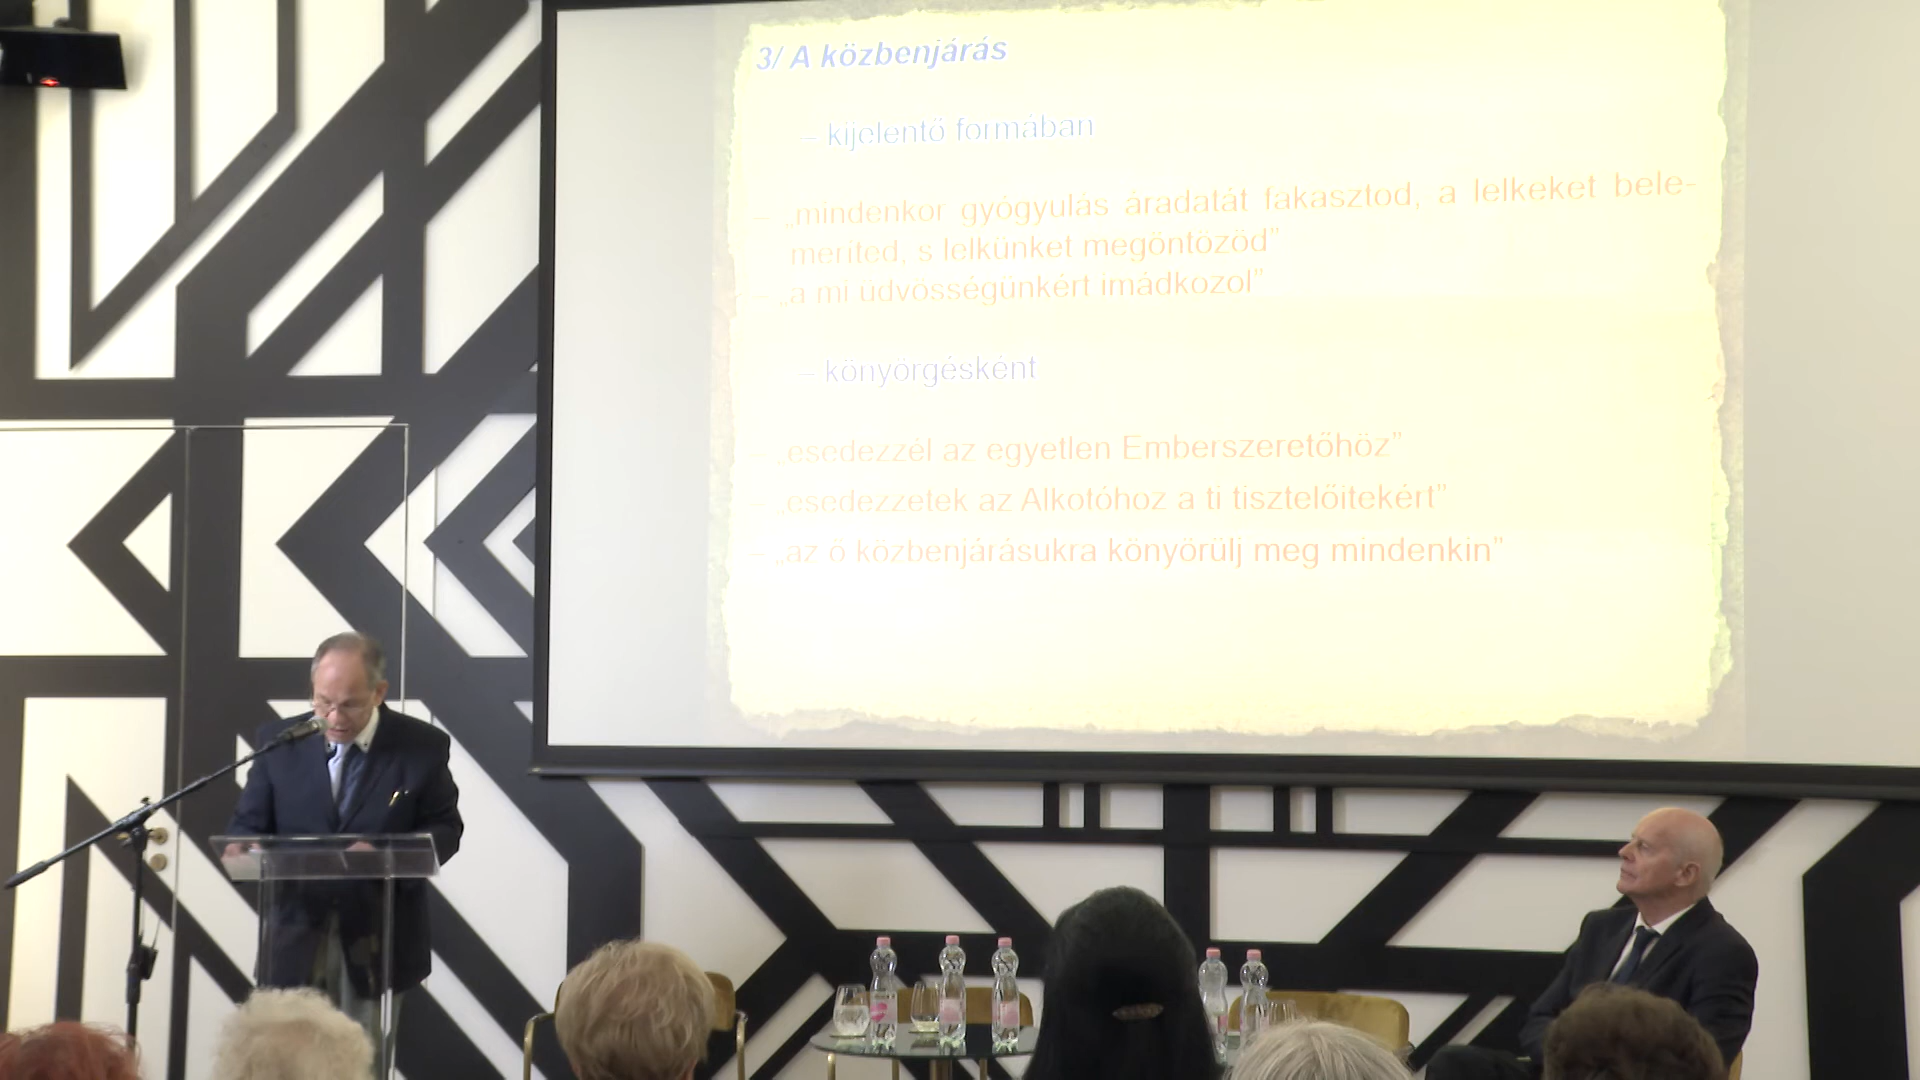 3/ A közbenjárás
– kijelentő formában
– „mindenkor gyógyulás áradatát fakasztod, a lelkeket bele-
meríted, s lelkünket megöntözöd”
– „a mi üdvösségünkért imádkozol”
– könyörgésként
– „esedezzél az egyetlen Emberszeretőhöz”
– „esedezzetek az Alkotóhoz a ti tisztelőitekért”
– „az ő közbenjárásukra könyörülj meg mindenkin”